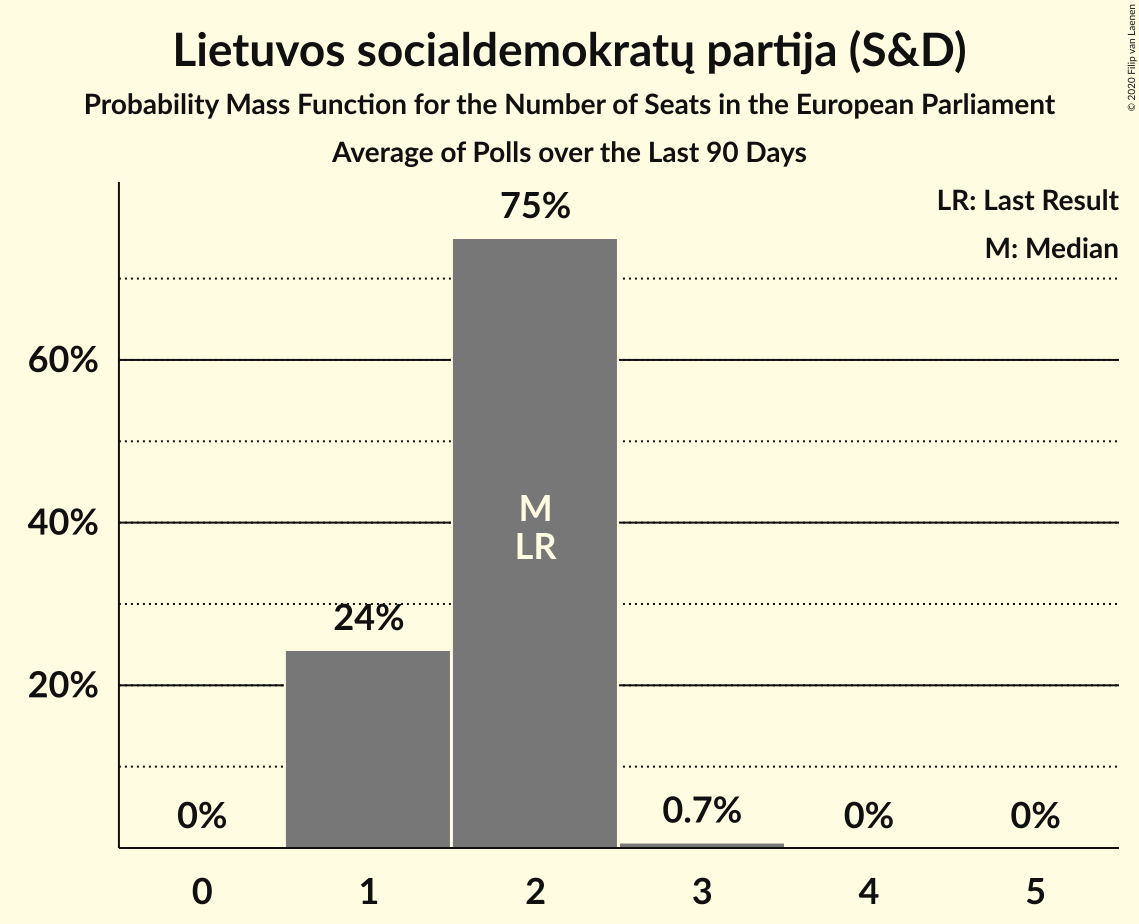 Lietuvos socialdemokratų partija (S&D)
Probability Mass Function for the Number of Seats in the European Parliament
Average of Polls over the Last 90 Days
© 2020 Filip van Laenen
LR: Last Result
M: Median
75%
60%
40%
20%
M
LR
24%
0%
0.7%
0%
0%
0 1 2 3 4 5